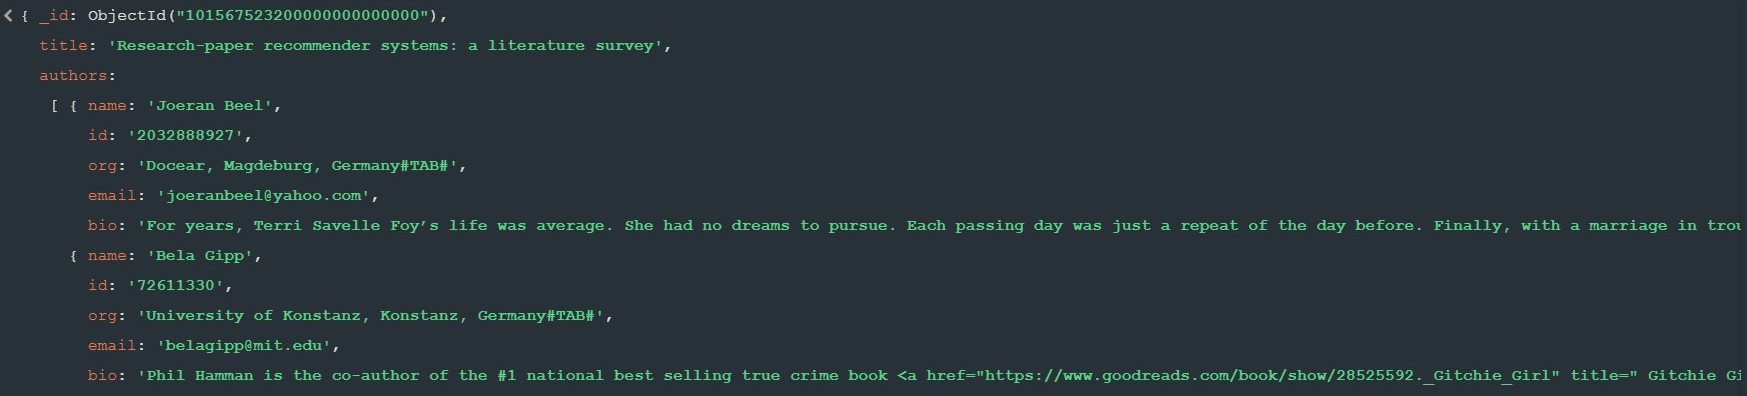 { _id: ObjectId("101567523200000000000000"),
title: 'Research-paper recommender systems: a literature survey',
authors:
[ { name: 'Joeran Beel',
id: '2032888927',
org: 'Docear, Magdeburg, Germany#TAB#',
email: 'joeranbeel@yahoo.com',
bio: 'For years, Terri Savelle Foy’s life was average. She had no dreams to pursue. Each passing day was just a repeat of the day before. Finally, with a marriage in trou
{ name: 'Bela Gipp',
id: '72611330',
org: 'University of Konstanz, Konstanz, Germany#TAB#',
email: 'belagipp@mit.edu',
bio: 'Phil Hamman is the co-author of the #1 national best selling true crime book <a href="https://www.goodreads.com/book/show/28525592._Gitchie_Girl" title=" Gitchie Gi